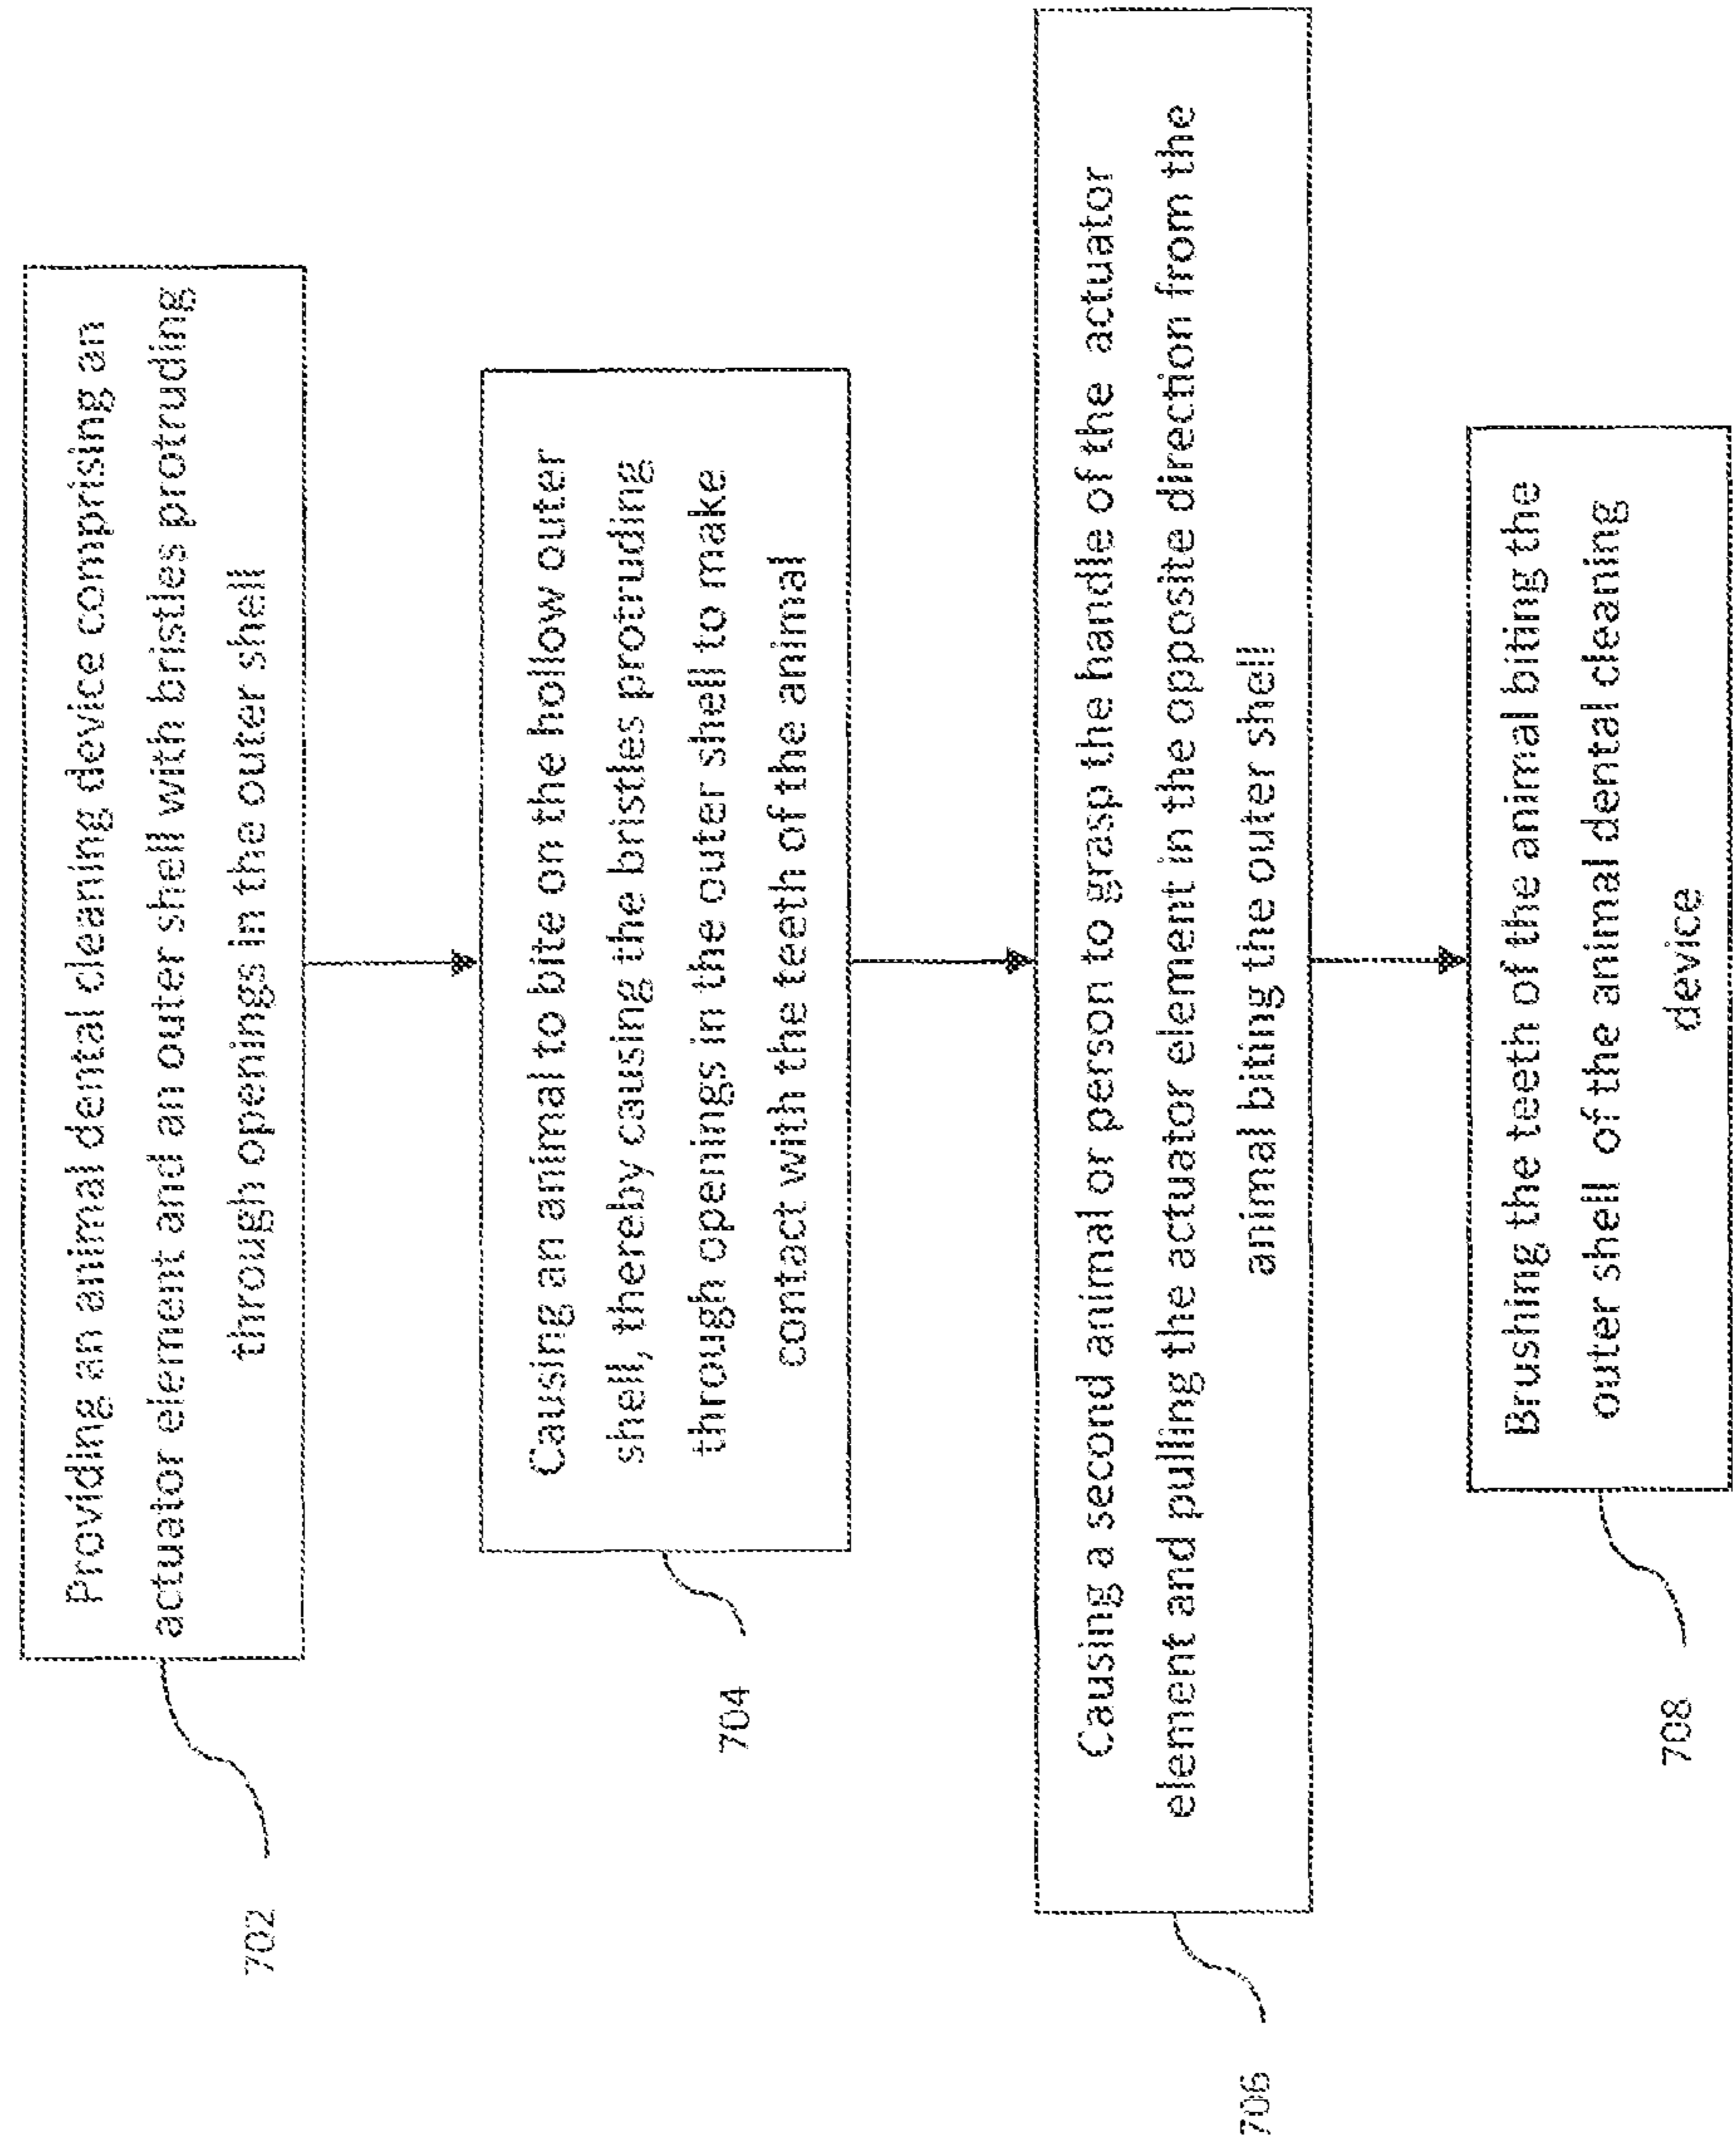 Providing an animal dental cleaning device comprising an
actuator element and an outer shell with bristles protruding
through openings in the outer shell
702
Causing an animal to bite on the hollow outer
shell, thereby causing the bristles protruding
through openings in the outer shell to make
contact with the teeth of the animal
704
Causing a second animal or person to grasp the handle of the actuator
element and pulling the actuator element in the opposite direction from the
animal biting the outer shell
706
Brushing the teeth of the animal biting the
outer shell of the animal dental cleaning
device
708